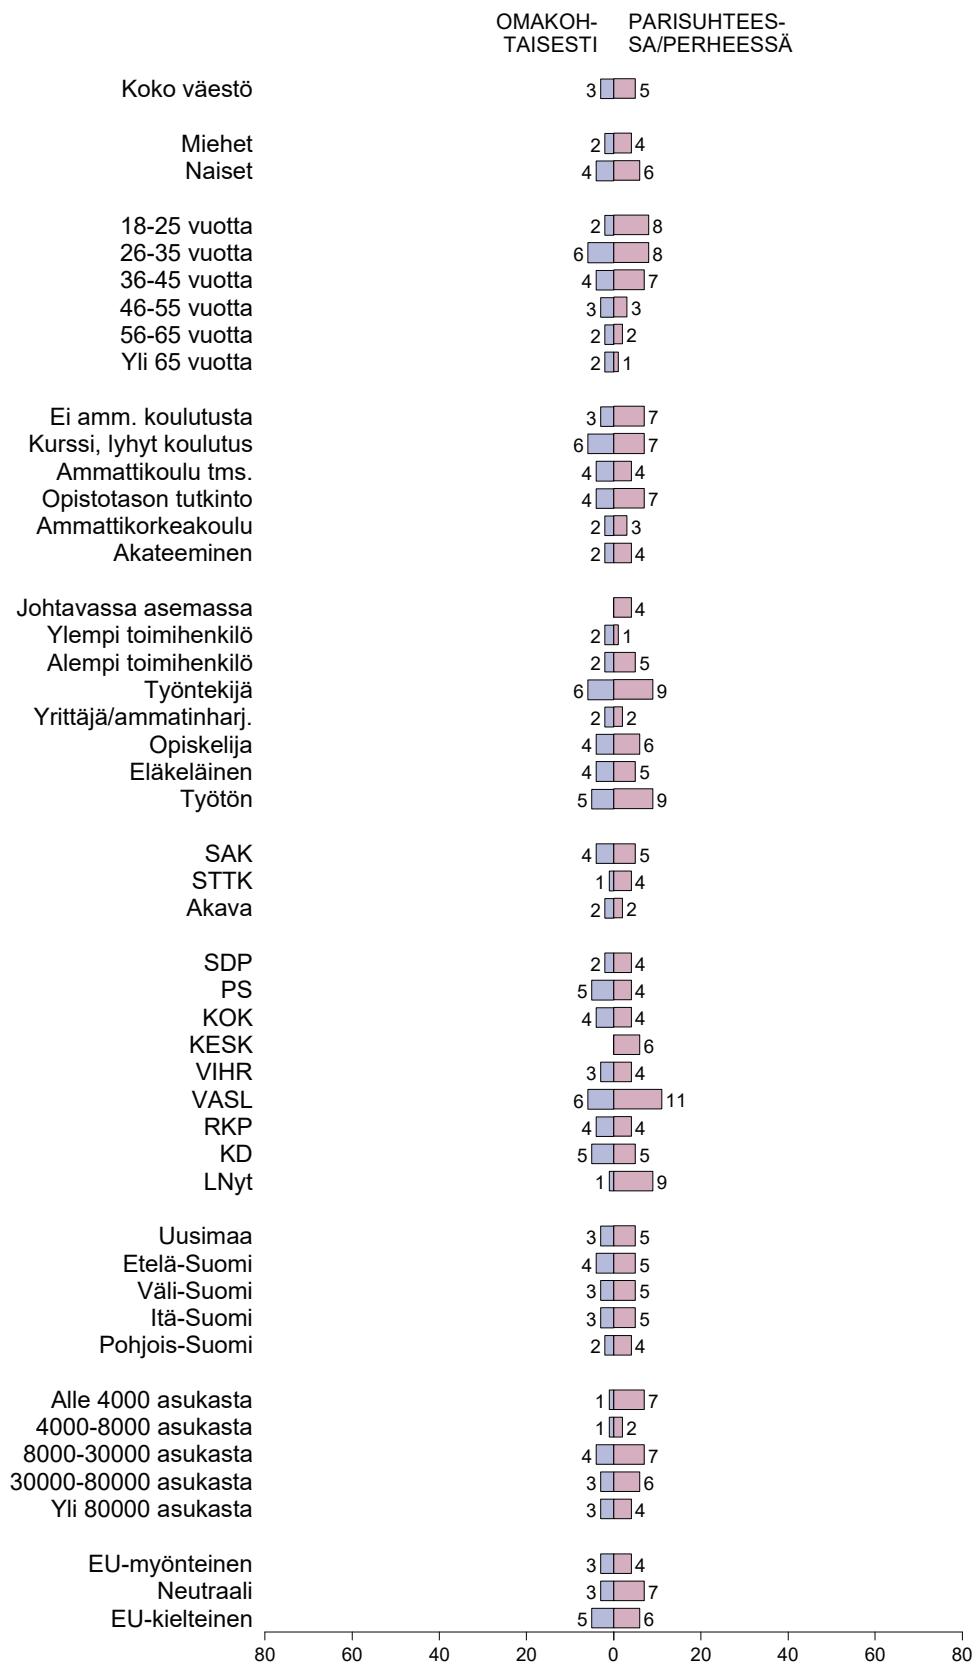 OMAKOH- PARISUHTEES-
TAISESTI SA/PERHEESSÄ
Koko väestö 3 5
Miehet 2 4
Naiset 4 6
18-25 vuotta 2 8
26-35 vuotta 6 8
36-45 vuotta 4 7
46-55 vuotta 3 3
56-65 vuotta 2 2
Yli 65 vuotta 2 1
Ei amm. koulutusta 3 7
Kurssi, lyhyt koulutus 6 7
Ammattikoulu tms. 4 4
Opistotason tutkinto 4 7
Ammattikorkeakoulu 2 3
Akateeminen 2 4
Johtavassa asemassa 4
Ylempi toimihenkilö 2 1
Alempi toimihenkilö 2 5
Työntekijä 6 9
Yrittäjä/ammatinharj. 2 2
Opiskelija 4 6
Eläkeläinen 4 5
Työtön 5 9
SAK 4 5
STTK 1 4
Akava 2 2
SDP 2 4
PS 5 4
KOK 4 4
KESK 6
VIHR 3 4
VASL 6 11
RKP 4 4
KD 5 5
LNyt 1 9
Uusimaa 3 5
Etelä-Suomi 4 5
Väli-Suomi 3 5
Itä-Suomi 3 5
Pohjois-Suomi 2 4
Alle 4000 asukasta 1 7
4000-8000 asukasta 1 2
8000-30000 asukasta 4 7
30000-80000 asukasta 3 6
Yli 80000 asukasta 3 4
EU-myönteinen 3 4
Neutraali 3 7
EU-kielteinen 5 6
80 60 40 20 0 20 40 60 80